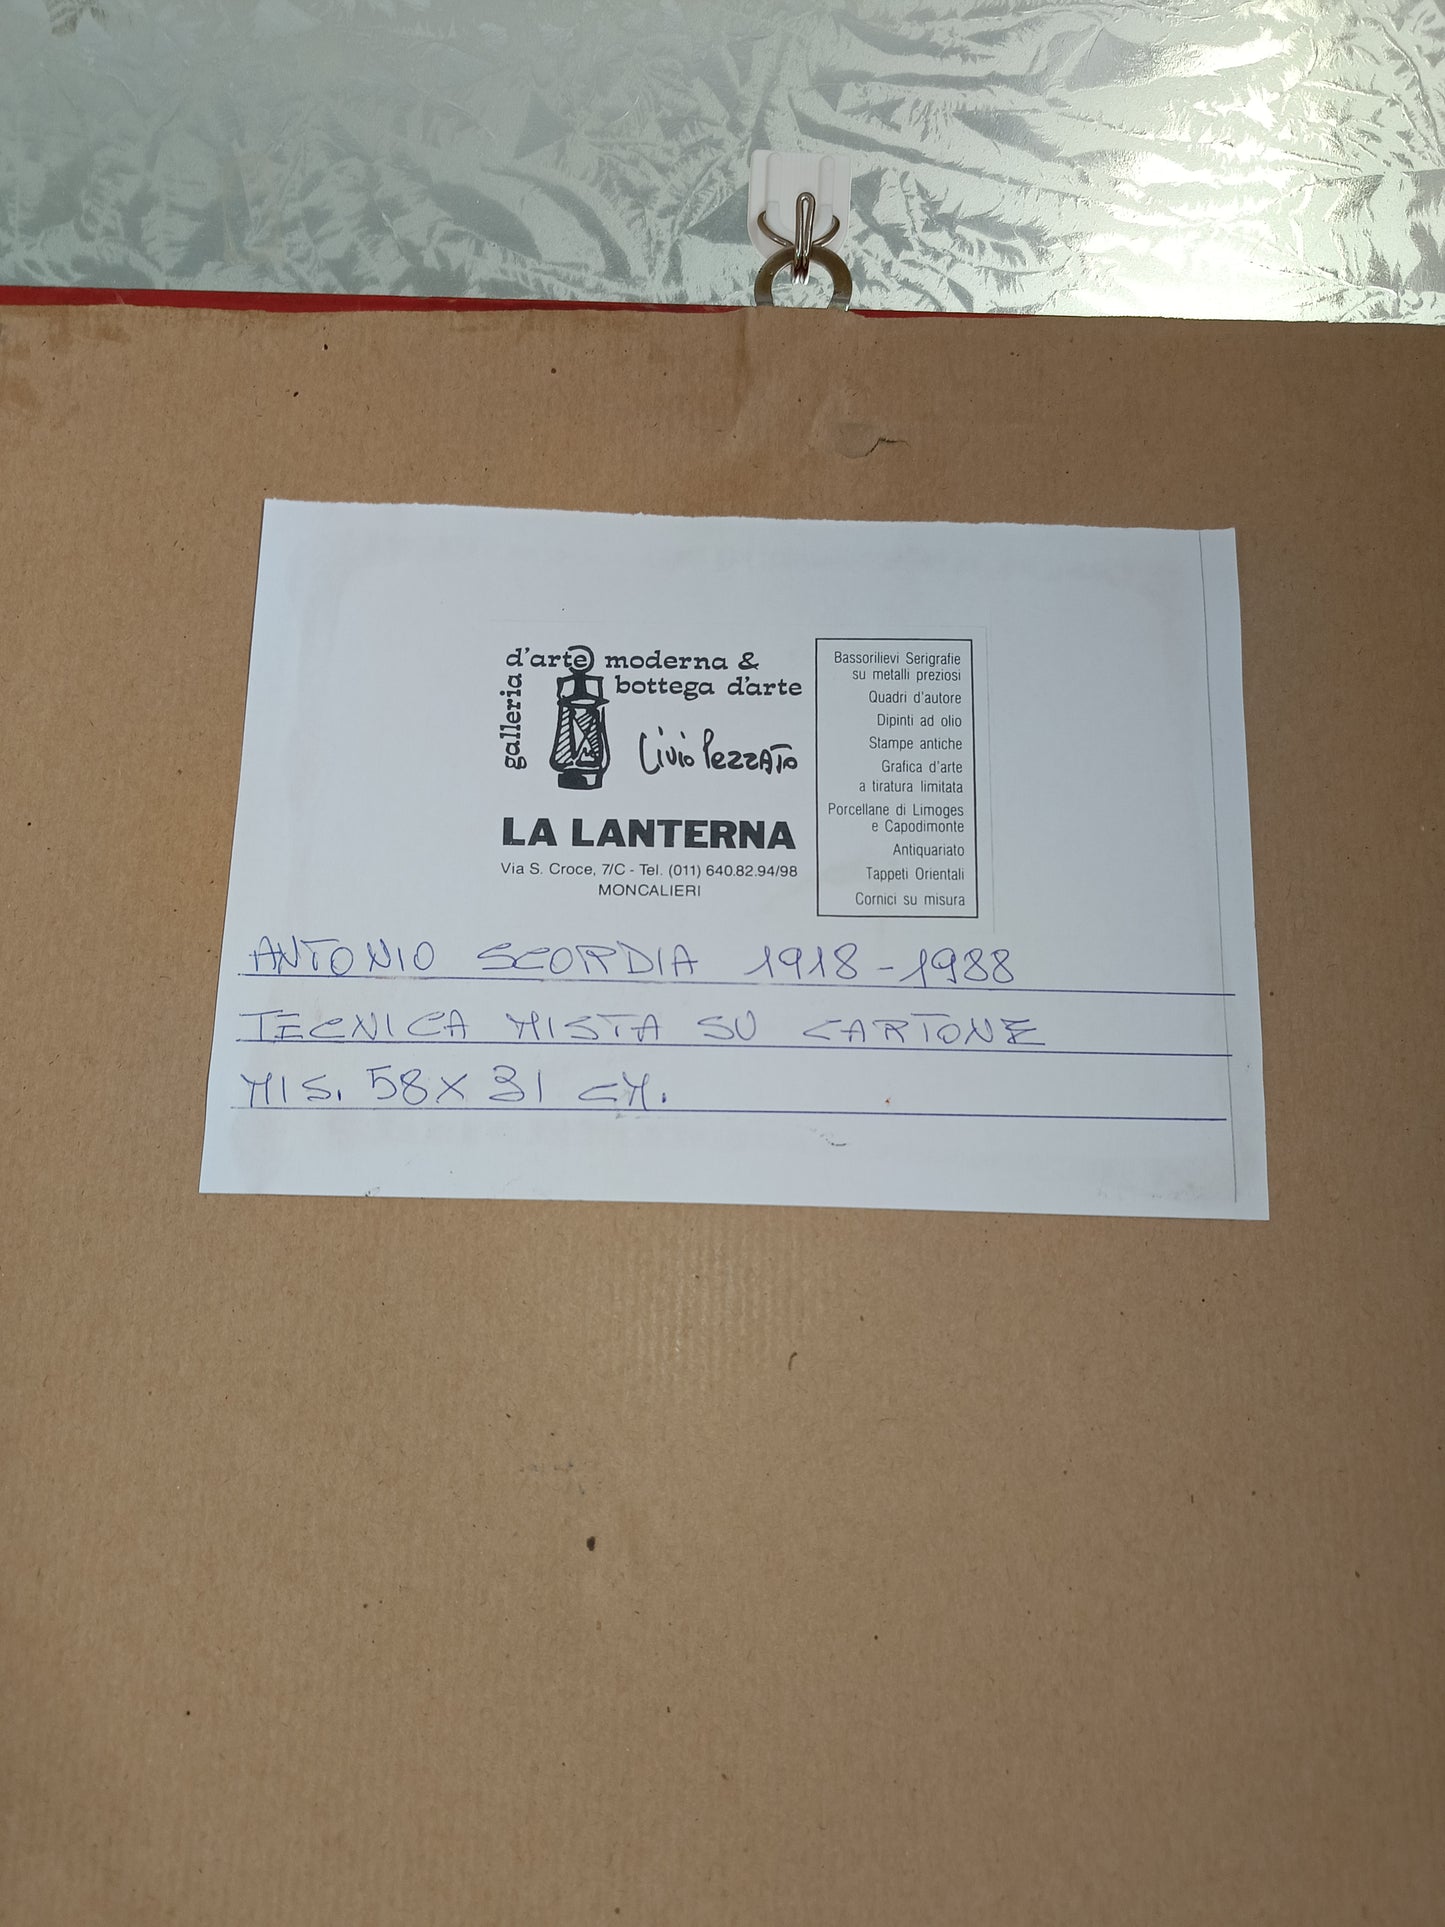 galleria
d'arte moderna &
bottega d'arte
Livio Pezzato
LA LANTERNA
Via S. Croce, 7/C - Tel. (011) 640.82.94/98
MONCALIERI
Bassorilievi Serigrafie
su metalli preziosi
Quadri d'autore
Dipinti ad olio
Stampe antiche
Grafica d'arte
a tiratura limitata
Porcellane di Limoges
e Capodimonte
Antiquariato
Tappeti Orientali
Cornici su misura
ANTONIO SCORDIA 1918-1988
TECNICA MISTA SU CARTONE
MIS. 58X31 CM.